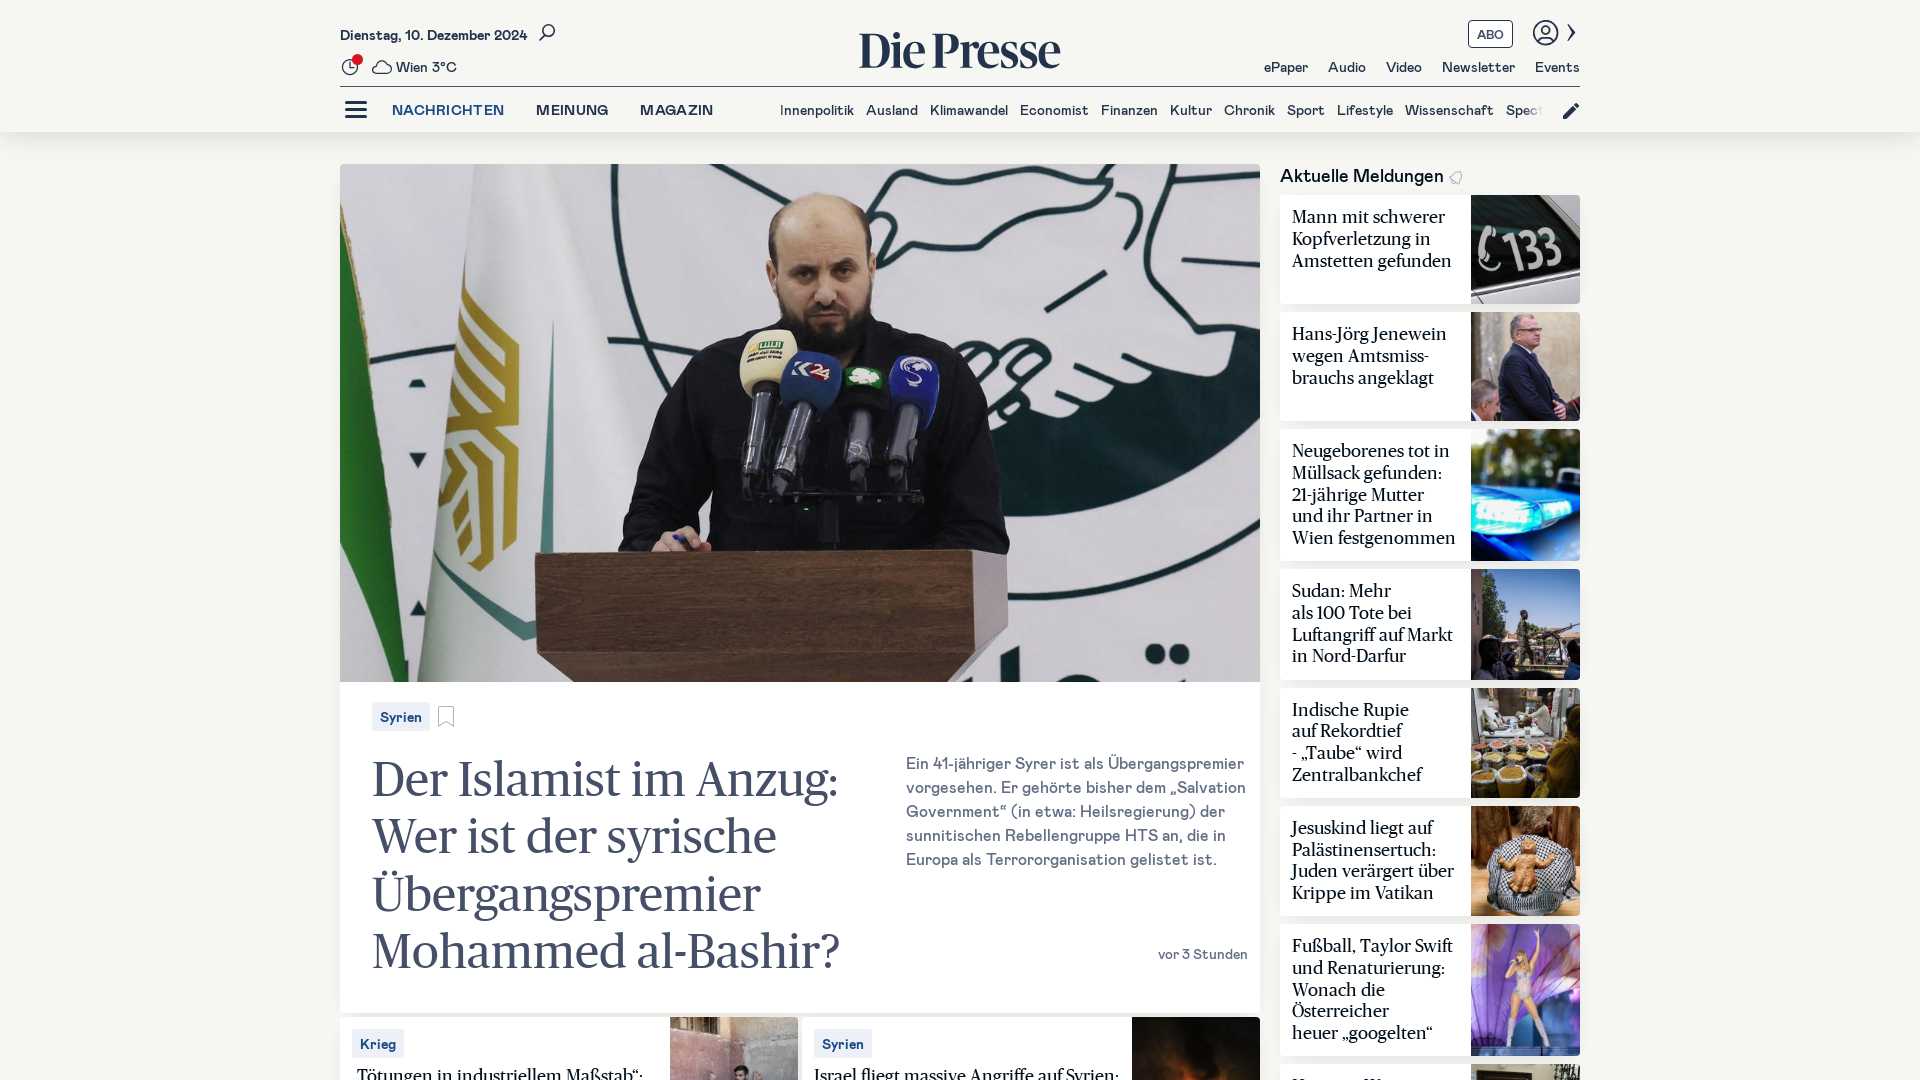 Dienstag, 10. Dezember 2024
Wien 3°C
Die Presse
ABO
ePaper Audio Video Newsletter Events
NACHRICHTEN MEINUNG MAGAZIN
Innenpolitik Ausland Klimawandel Economist Finanzen Kultur Chronik Sport Lifestyle Wissenschaft Spect
Syrien
Der Islamist im Anzug:
Wer ist der syrische
Übergangspremier
Mohammed al-Bashir?
Ein 41-jähriger Syrer ist als Übergangspremier
vorgesehen. Er gehörte bisher dem „Salvation
Government“ (in etwa: Heilsregierung) der
sunnitischen Rebellengruppe HTS an, die in
Europa als Terrororganisation gelistet ist.
vor 3 Stunden
Krieg
Tötungen in industriellem Maßstab“:
Syrien
Israel fliegt massive Angriffe auf Syrien:
Aktuelle Meldungen
Mann mit schwerer
Kopfverletzung in
Amstetten gefunden
133
Hans-Jörg Jenewein
wegen Amtsmiss-
brauchs angeklagt
Neugeborenes tot in
Müllsack gefunden:
21-jährige Mutter
und ihr Partner in
Wien festgenommen
Sudan: Mehr
als 100 Tote bei
Luftangriff auf Markt
in Nord-Darfur
Indische Rupie
auf Rekordtief
- „Taube“ wird
Zentralbankchef
Jesuskind liegt auf
Palästinensertuch:
Juden verärgert über
Krippe im Vatikan
Fußball, Taylor Swift
und Renaturierung:
Wonach die
Österreicher
heuer „googelten“